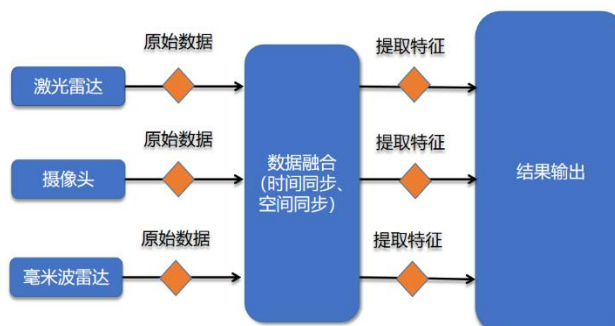 原始数据
提取特征
激光雷达
原始数据
提取特征
摄像头
数据融合
(时间同步、
空间同步)
结果输出
原始数据
提取特征
毫米波雷达